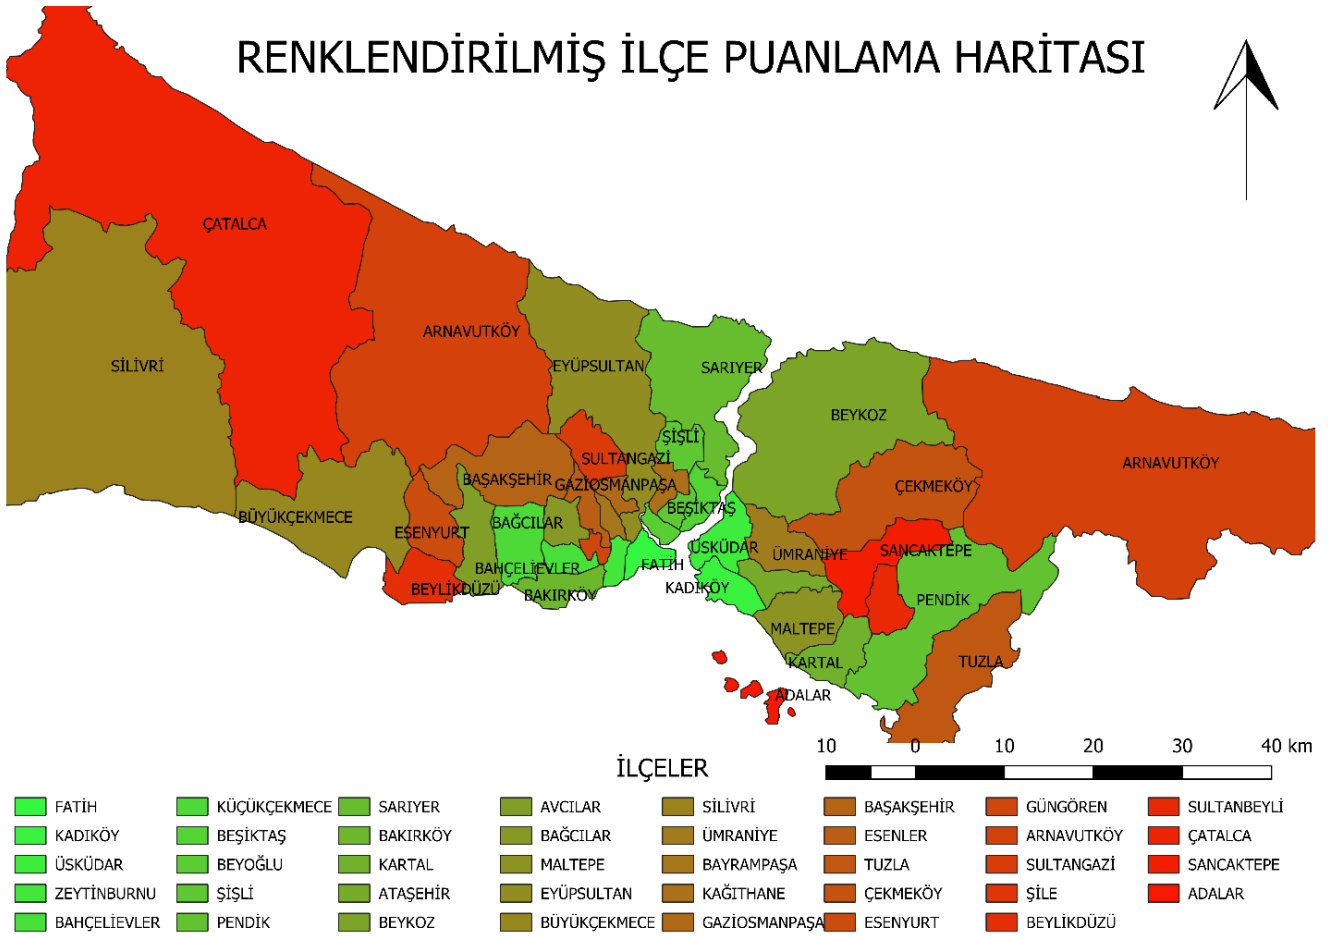 RENKLENDİRİLMİŞ İLÇE PUANLAMA HARİTASI
ÇATALCA
ARNAVUTKÖY
SİLİVRİ
EYÜPSULTAN
SARIYER
BEYKOZ
ŞİŞLİ
SULTANGAZİ
ARNAVUTKÖY
BAŞAKŞEHİR
GAZİOSMANPAŞA
ÇEKMEKÖY
BEŞİKTAŞ
BÜYÜKÇEKMECE
BAĞCILAR
ESENYURT
ÜSKÜDAR
ÜMRANİYE
SANCAKTEPE
BAHÇELİEVLER
FATİH
BEYLİKDÜZÜ
BAKIRKÖY
KADIKÖY
PENDİK
MALTEPE
KARTAL
TUZLA
ADALAR
10 0 10 20 30 40 km
İLÇELER
FATİH KÜÇÜKÇEKMECE SARIYER AVCILAR SİLİVRİ BAŞAKŞEHİR GÜNGÖREN SULTANBEYLİ
KADIKÖY BEŞİKTAŞ BAKIRKÖY BAĞCILAR ÜMRANİYE ESENLER ARNAVUTKÖY ÇATALCA
ÜSKÜDAR BEYOĞLU KARTAL MALTEPE BAYRAMPAŞA TUZLA SULTANGAZİ SANCAKTEPE
ZEYTİNBURNU ŞİŞLİ ATAŞEHİR EYÜPSULTAN KAĞITHANE ÇEKMEKÖY ŞİLE ADALAR
BAHÇELİEVLER PENDİK BEYKOZ BÜYÜKÇEKMECE GAZİOSMANPAŞA ESENYURT BEYLİKDÜZÜ